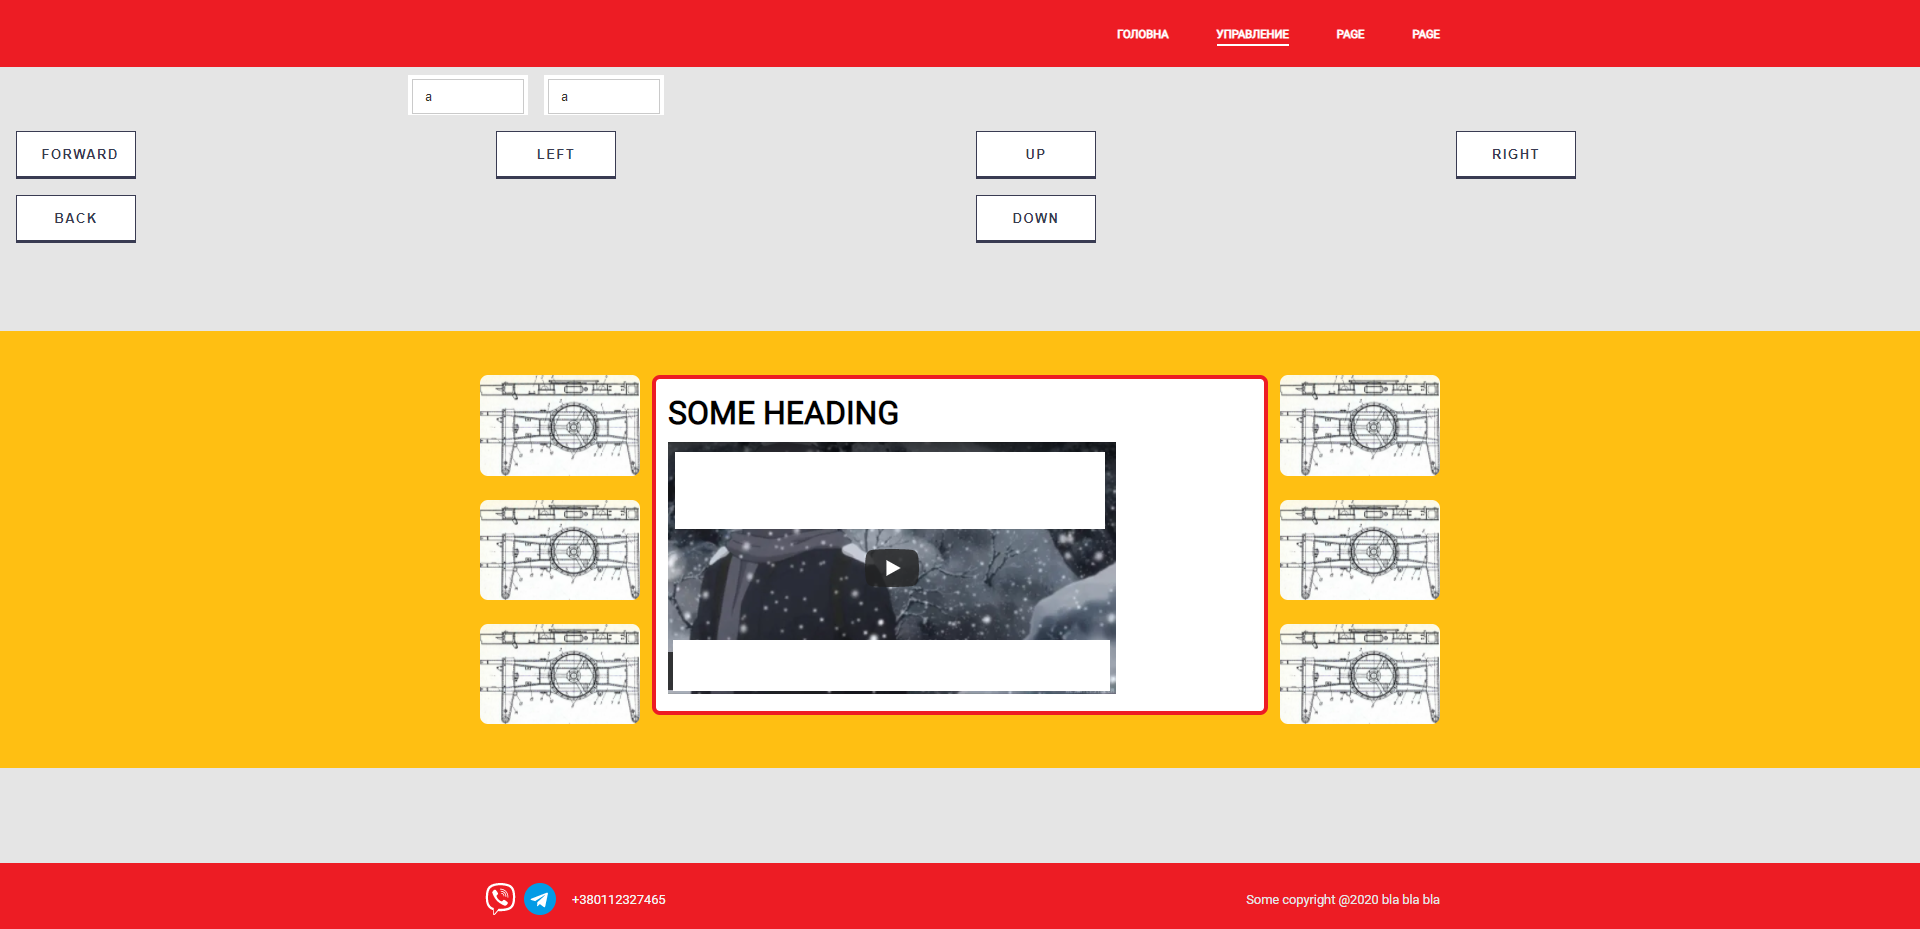 ГОЛОВНА УПРАВЛЕНИЕ PAGE PAGE
a a
FORWARD LEFT UP RIGHT
BACK DOWN
SOME HEADING
+380112327465 Some copyright @2020 bla bla bla